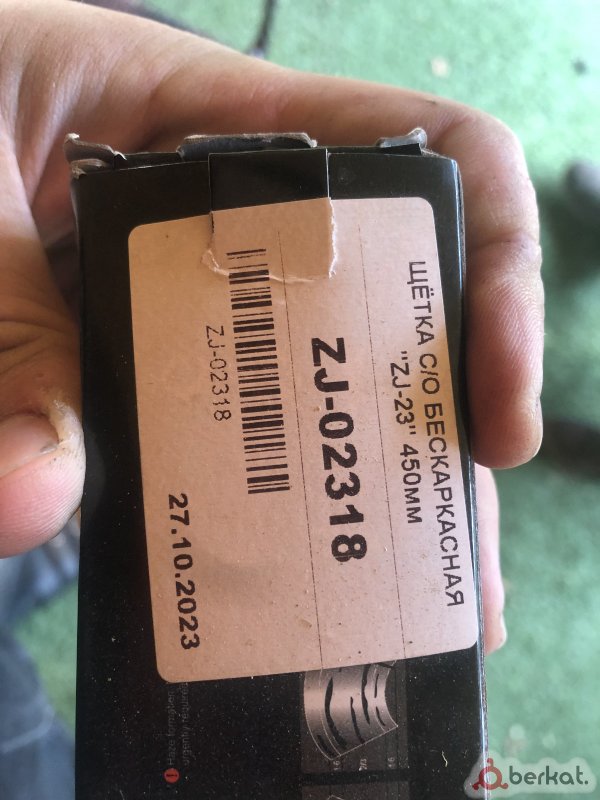 ЩЁТКА С/О БЕСКАРКАСНАЯ
"ZJ-23" 450ММ
ZJ-02318
ZJ-02318
27.10.2023
berkat.